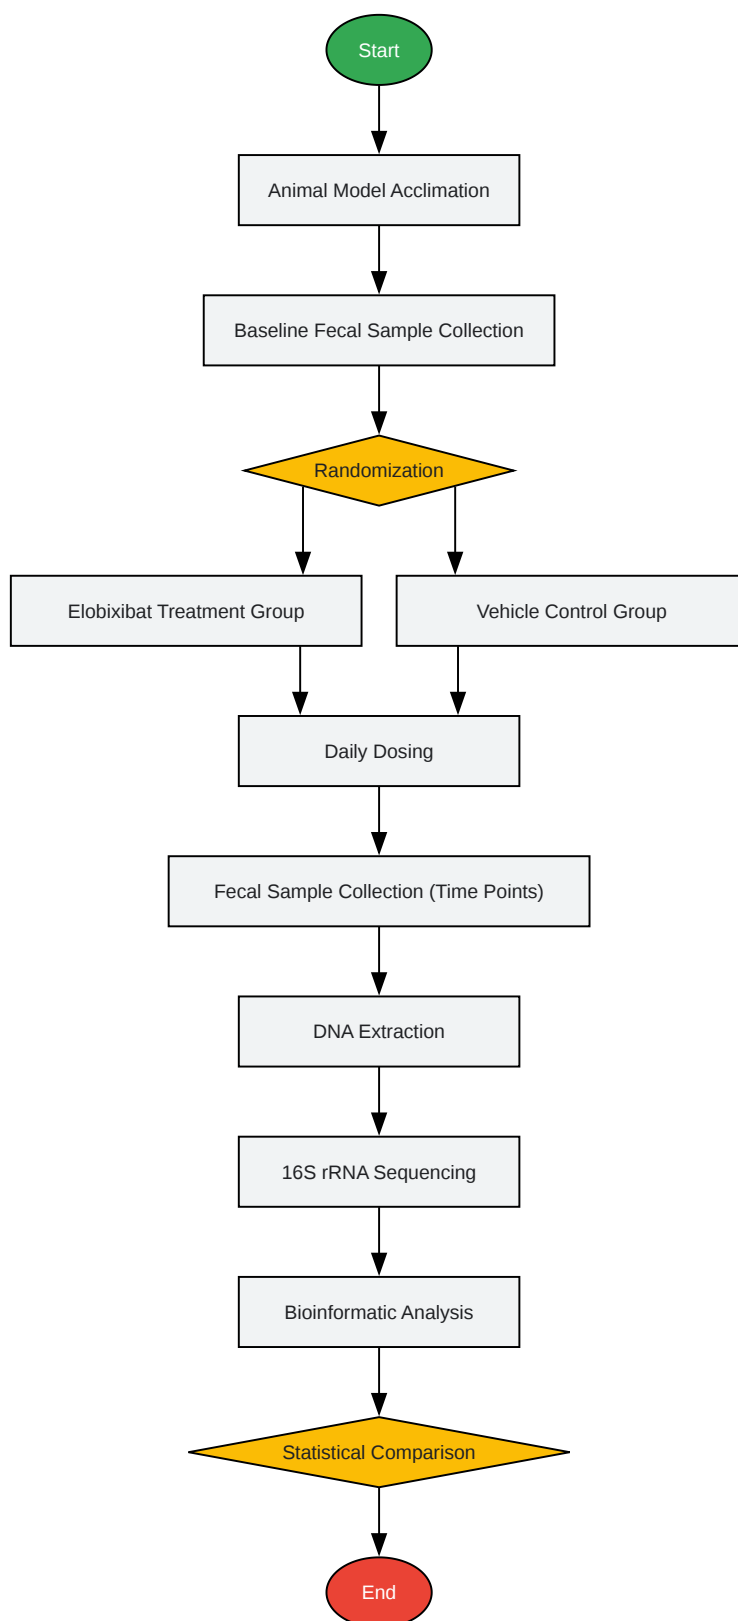 Start
Animal Model Acclimation
Baseline Fecal Sample Collection
Randomization
Elobixibat Treatment Group
Vehicle Control Group
Daily Dosing
Fecal Sample Collection (Time Points)
DNA Extraction
16S rRNA Sequencing
Bioinformatic Analysis
Statistical Comparison
End